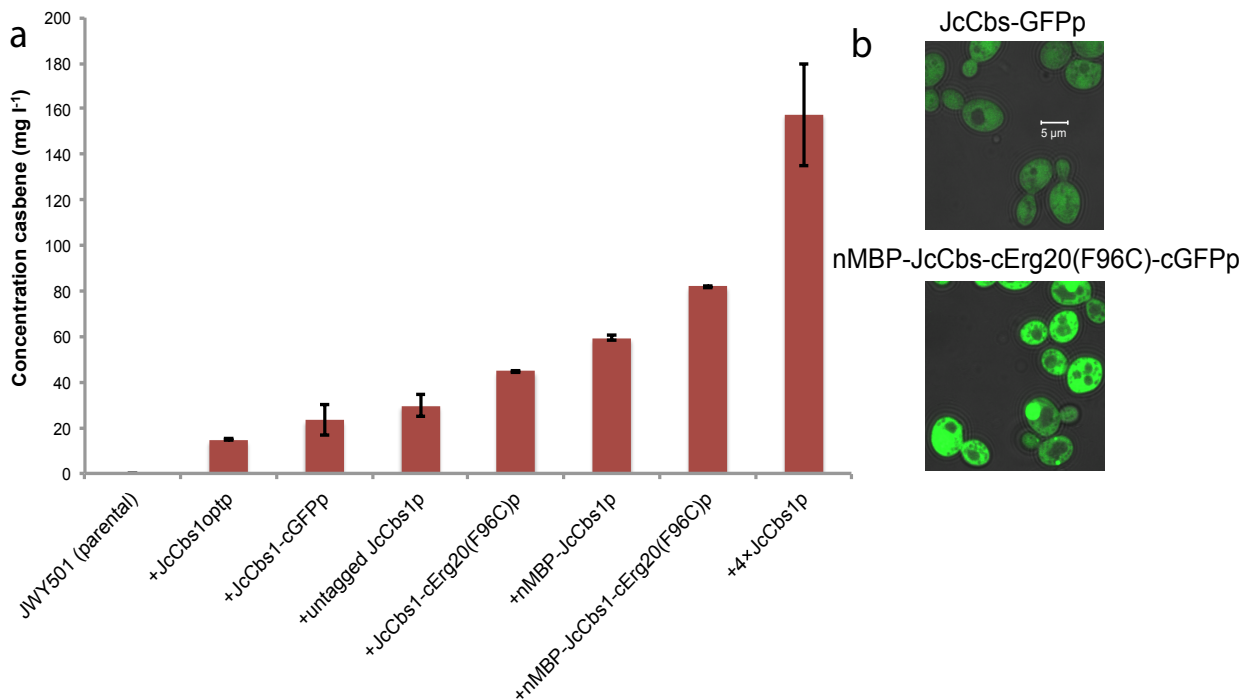 a
Concentration casbene (mg l⁻¹)
200
180
160
140
120
100
80
60
40
20
0
JWY501 (parental)
+JcCbs1optp
+JcCbs1-cGFPp
+untagged JcCbs1p
+JcCbs1-cErg20(F96C)p
+nMBP-JcCbs1p
+nMBP-JcCbs1-cErg20(F96C)p
+4×JcCbs1p
b
JcCbs-GFPp
5 µm
nMBP-JcCbs-cErg20(F96C)-cGFPp